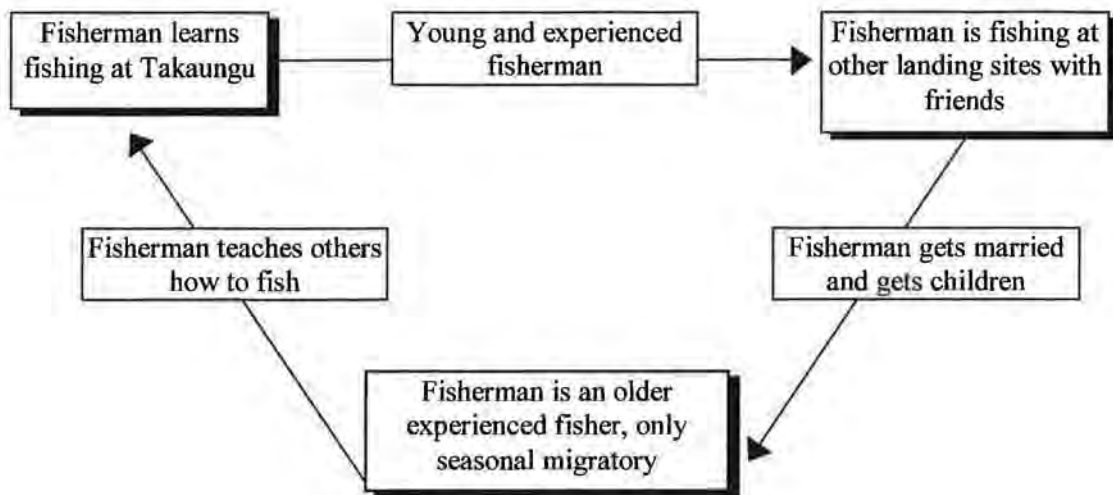 Fisherman learns
fishing at Takaungu
Young and experienced
fisherman
Fisherman is fishing at
other landing sites with
friends
Fisherman teaches others
how to fish
Fisherman gets married
and gets children
Fisherman is an older
experienced fisher, only
seasonal migratory